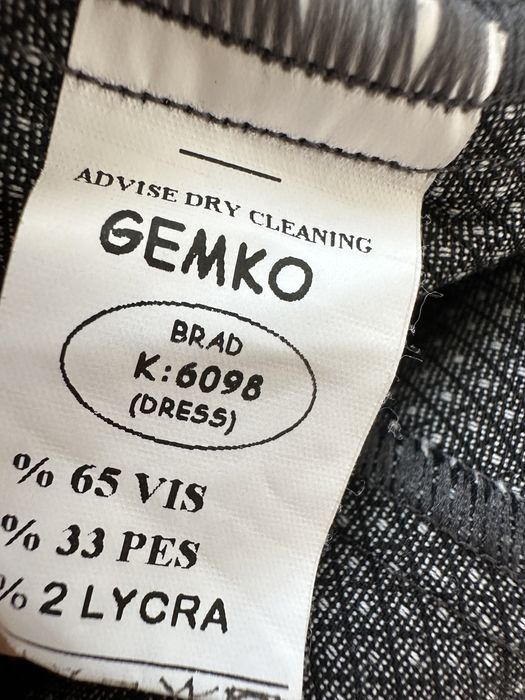 ADVISE DRY CLEANING
GEMKO
BRAD
K:6098
(DRESS)
% 65 VIS
% 33 PES
% 2 LYCRA